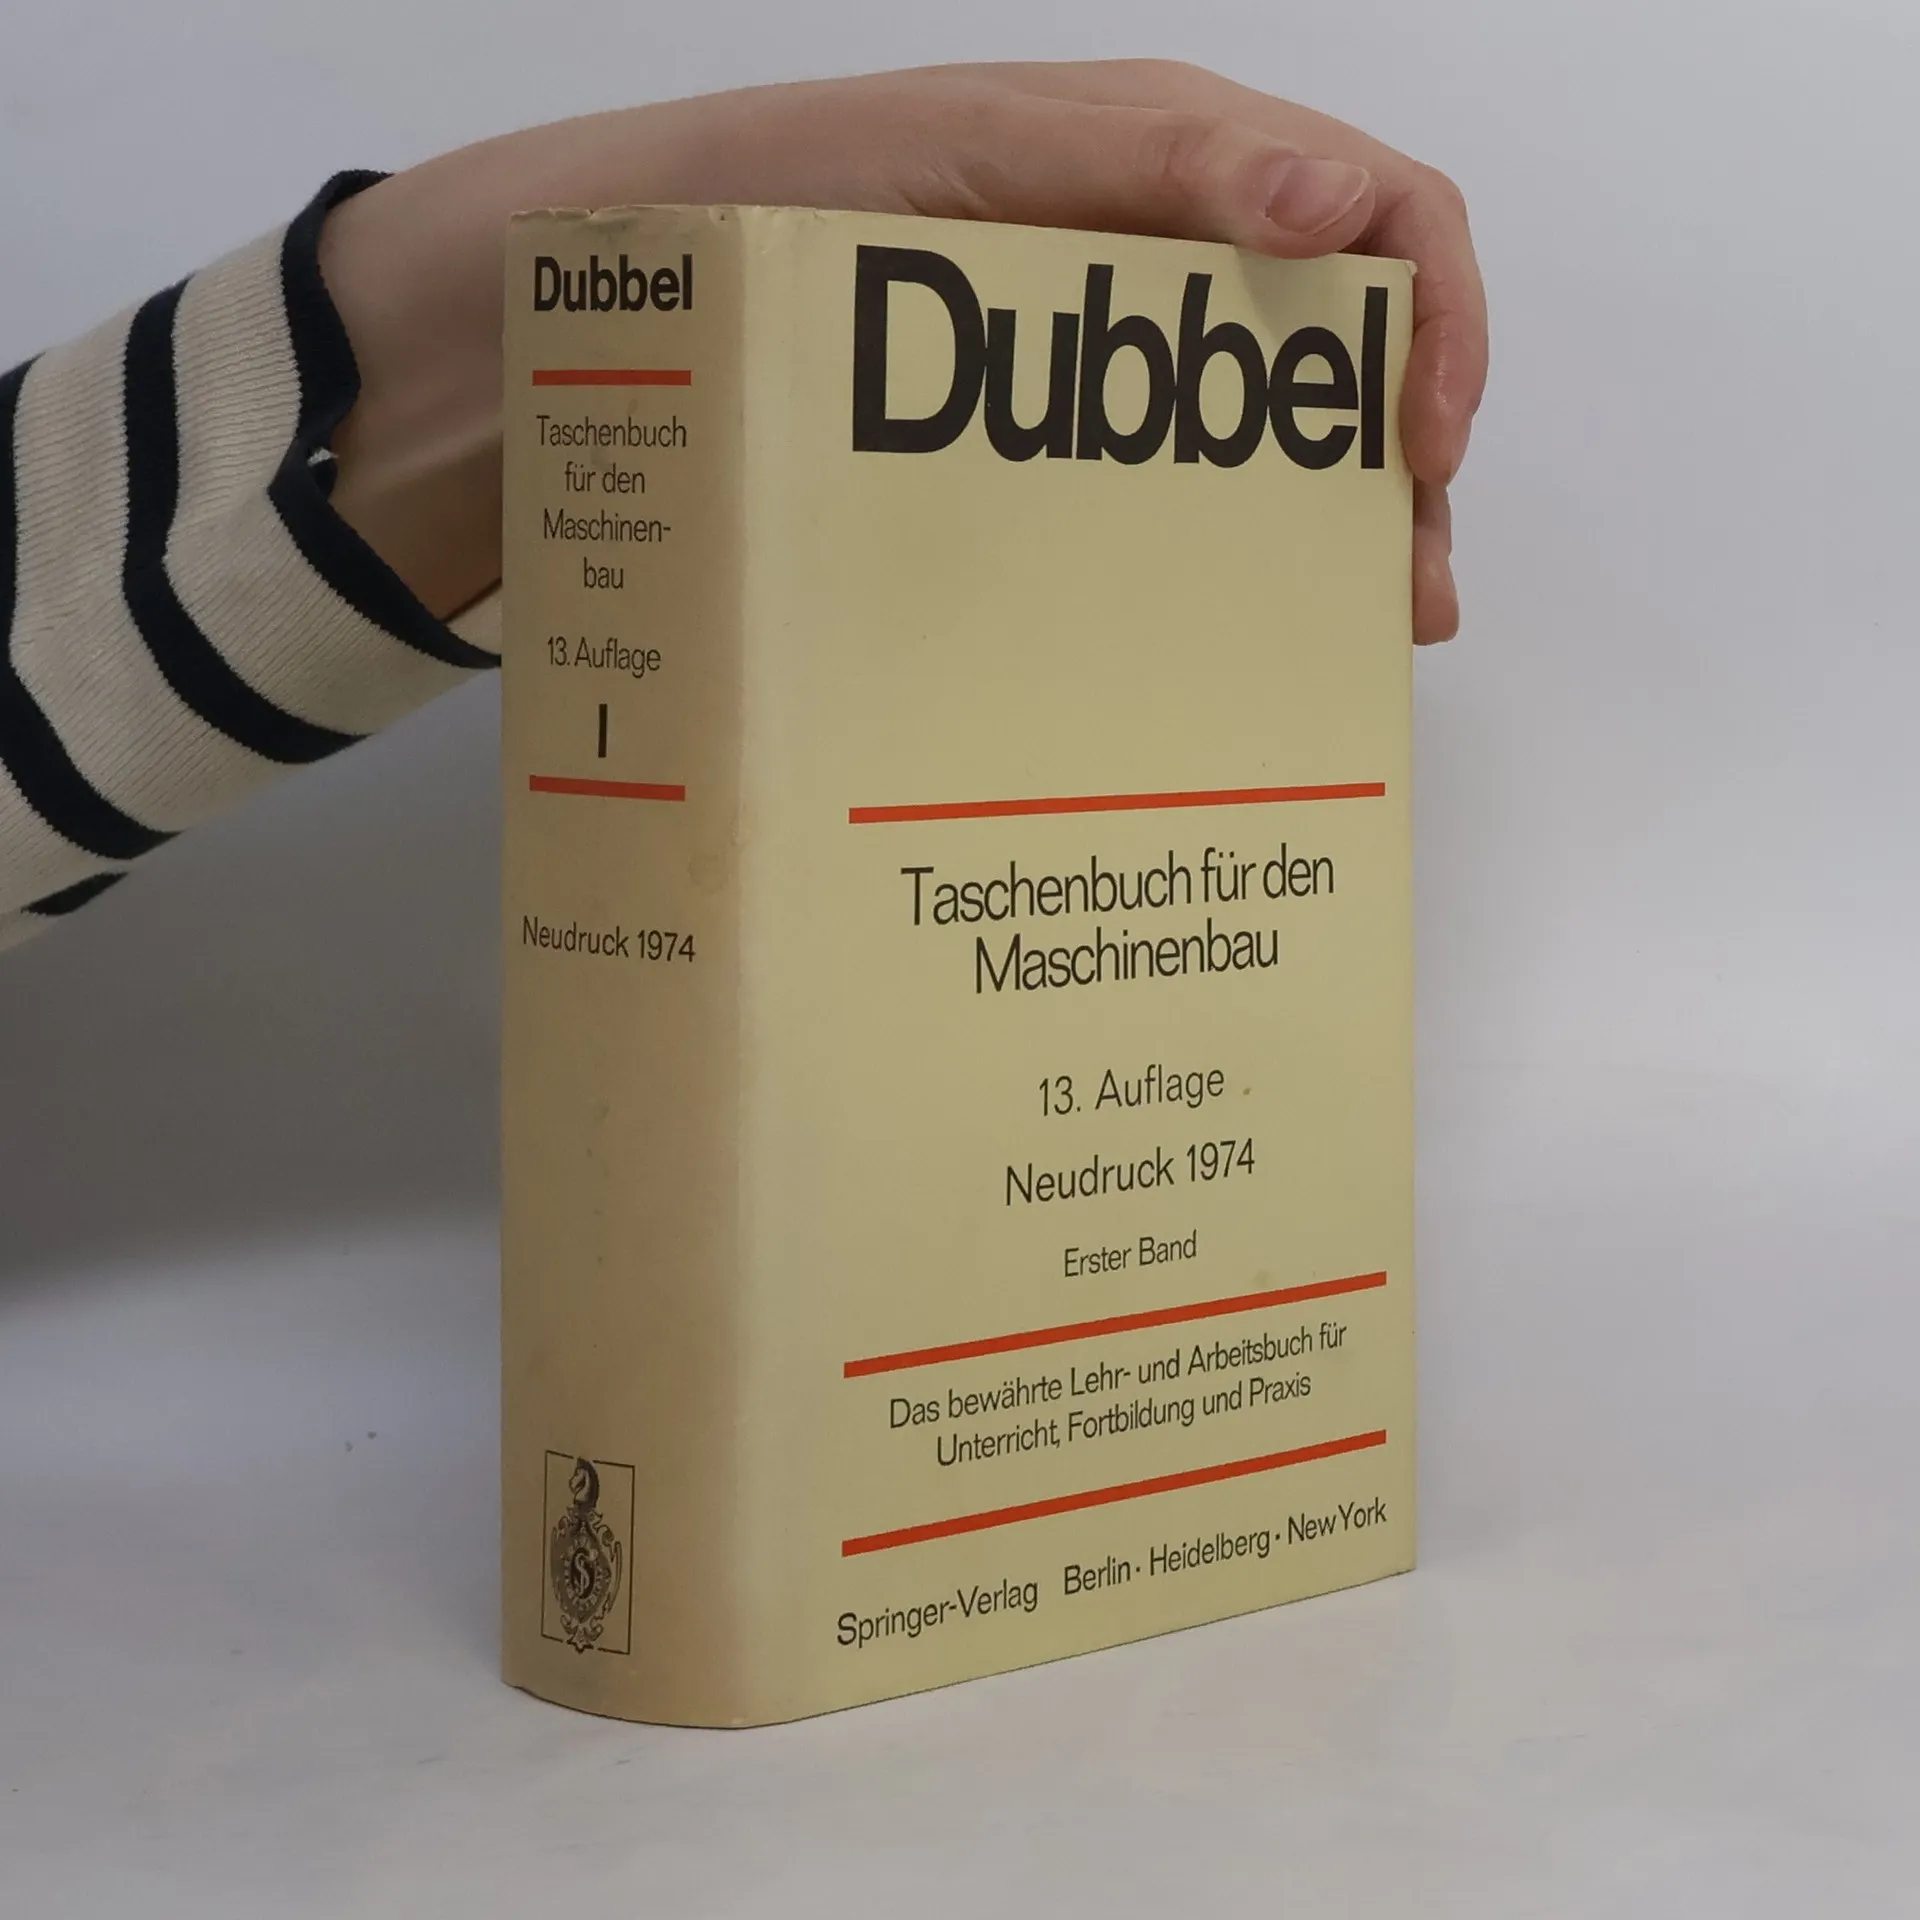 Dubbel
Taschenbuch
für den
Maschinen-
bau
13. Auflage
I
Neudruck 1974
Dubbel
Taschenbuch für den
Maschinenbau
13. Auflage
Neudruck 1974
Erster Band
Das bewährte Lehr- und Arbeitsbuch für
Unterricht, Fortbildung und Praxis
Springer-Verlag Berlin · Heidelberg · New York